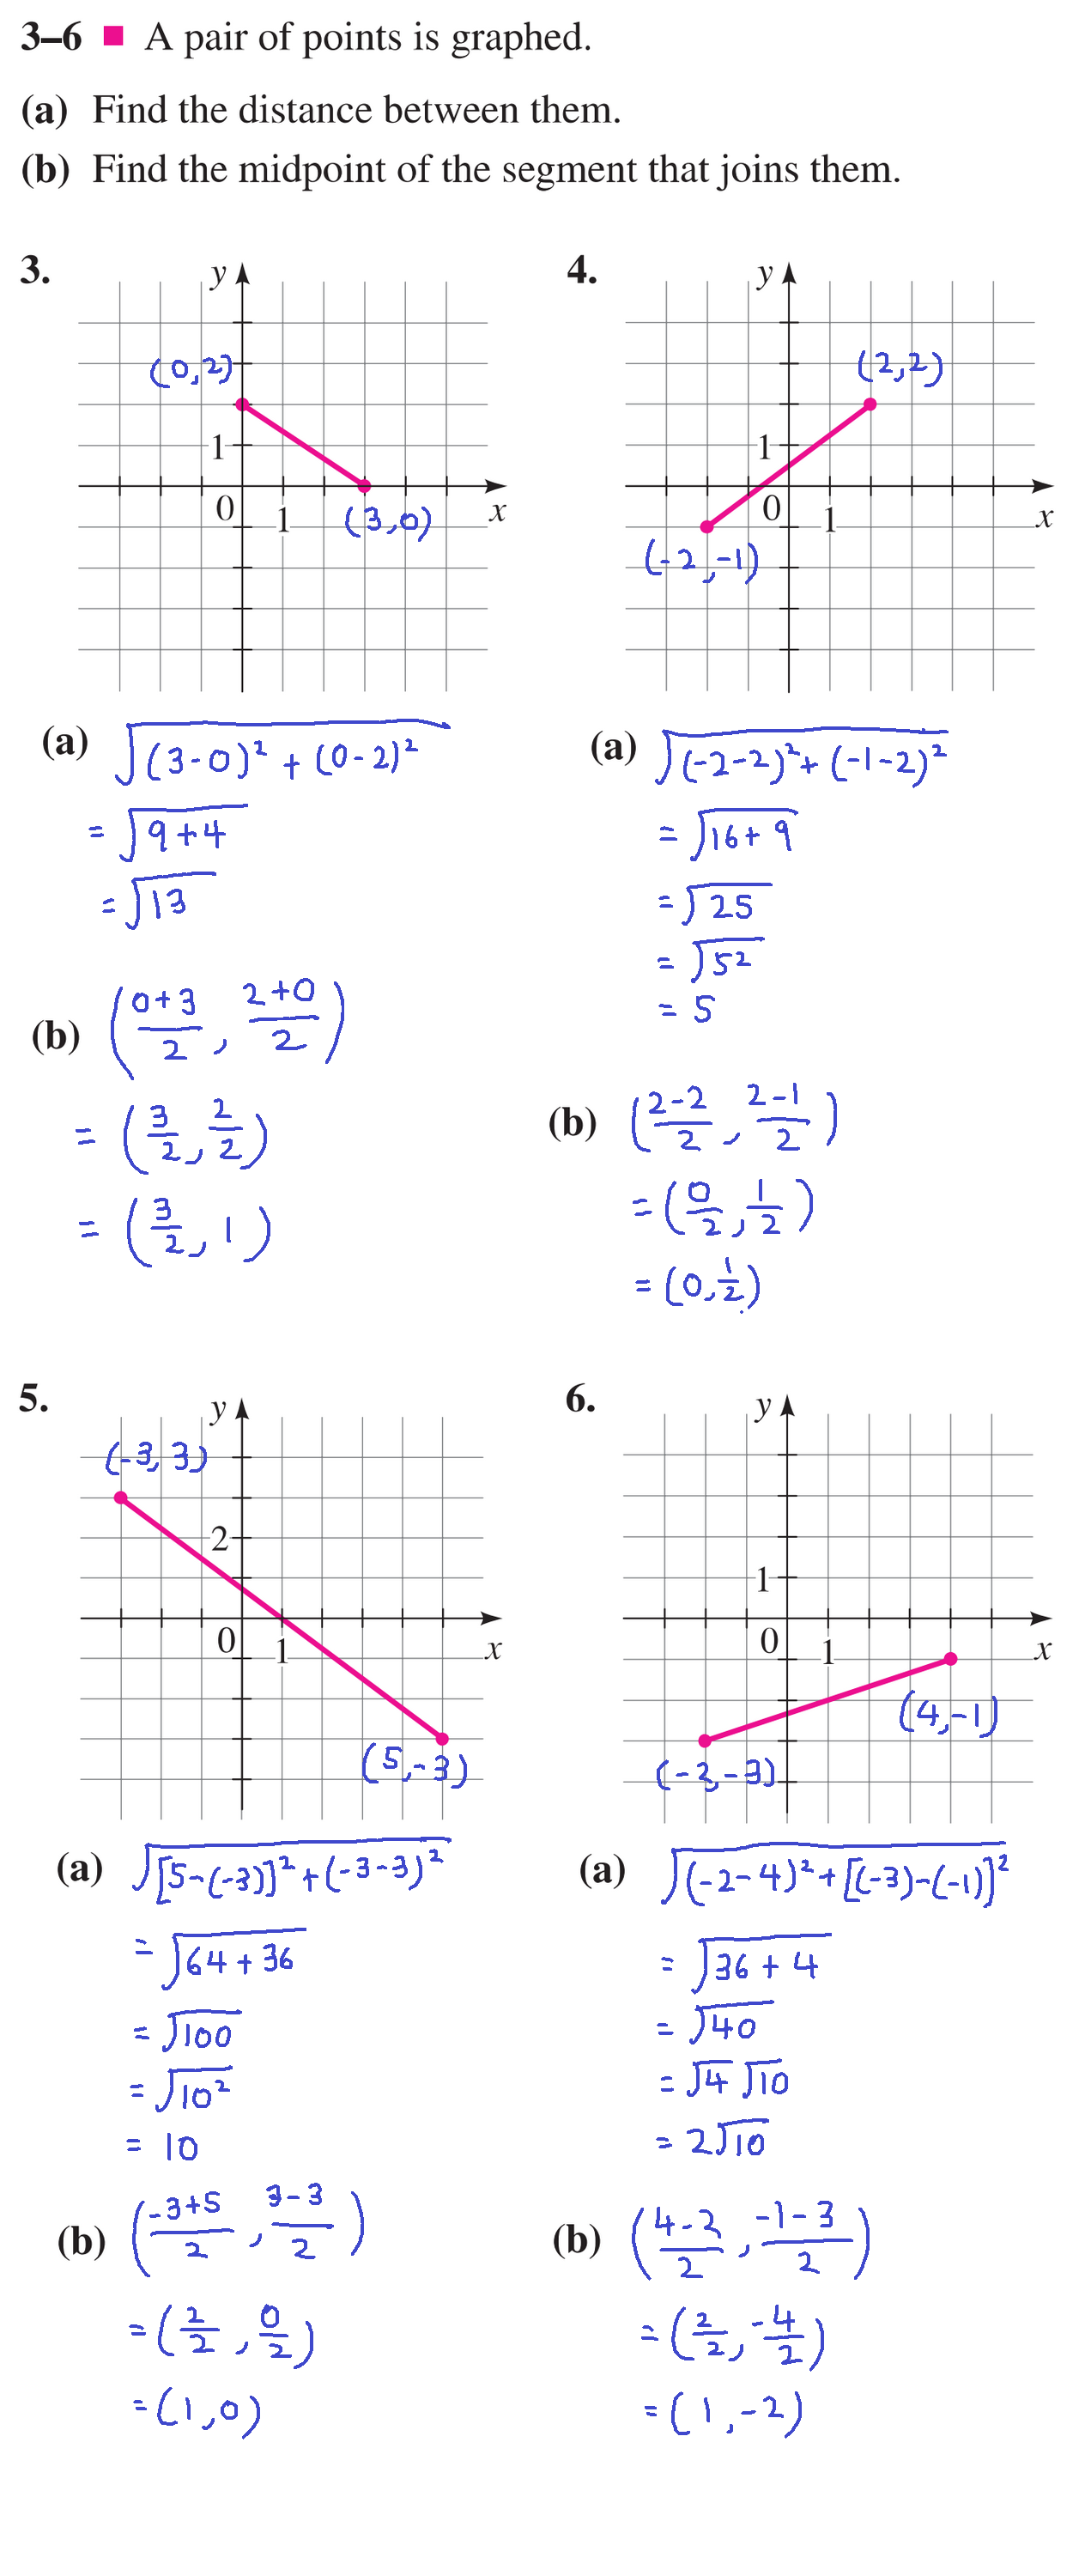 3–6 ■ A pair of points is graphed.
(a) Find the distance between them.
(b) Find the midpoint of the segment that joins them.
3.
y
(0,2)
1
0
1
(3,0)
x
(a) √((3-0)² + (0-2)²)
= √(9+4)
= √13
(b) (0+3/2, 2+0/2)
= (3/2, 2/2)
= (3/2, 1)
4.
y
(2,2)
1
0
1
x
(-2,-1)
(a) √((-2-2)² + (-1-2)²)
= √(16+9)
= √25
= √5²
= 5
(b) (2-2/2, 2-1/2)
= (0/2, 1/2)
= (0, 1/2)
5.
y
(-3,3)
2
0
1
x
(5,-3)
(a) √([5-(-3)]² + (-3-3)²)
= √(64+36)
= √100
= √10²
= 10
(b) (-3+5/2, 3-3/2)
= (2/2, 0/2)
= (1,0)
6.
y
1
0
1
x
(4,-1)
(-2,-3)
(a) √((-2-4)² + [(-3)-(-1)]²)
= √(36+4)
= √40
= √4 √10
= 2√10
(b) (4-2/2, -1-3/2)
= (2/2, -4/2)
= (1,-2)